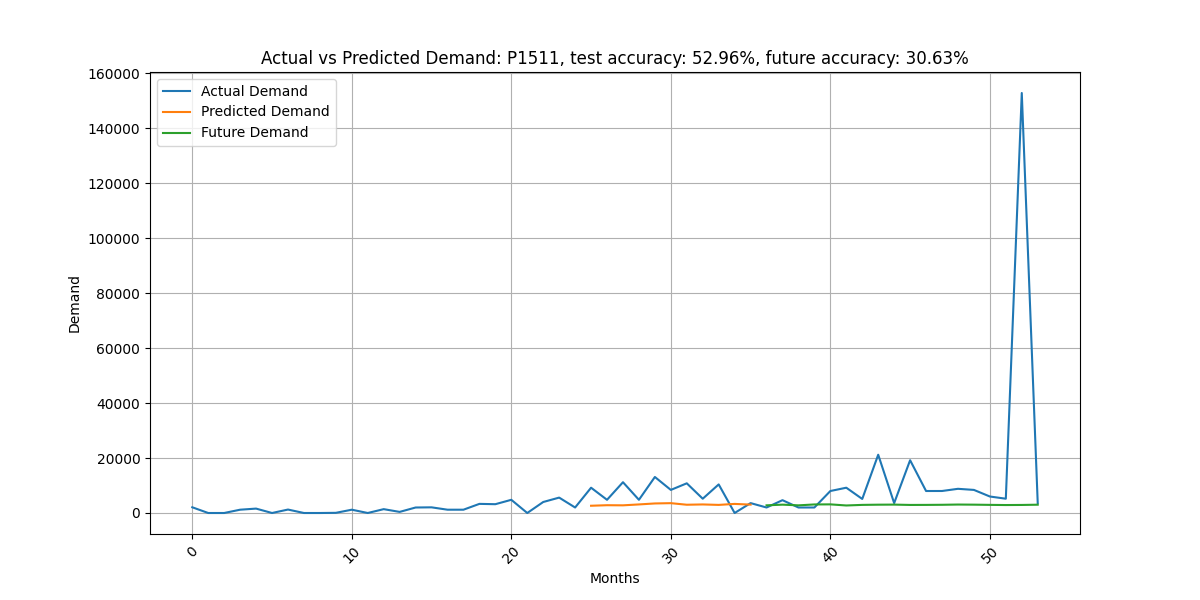 Actual vs Predicted Demand: P1511, test accuracy: 52.96%, future accuracy: 30.63%
Actual Demand
Predicted Demand
Future Demand
160000
140000
120000
100000
80000
60000
40000
20000
0
Demand
0
10
20
30
40
50
Months